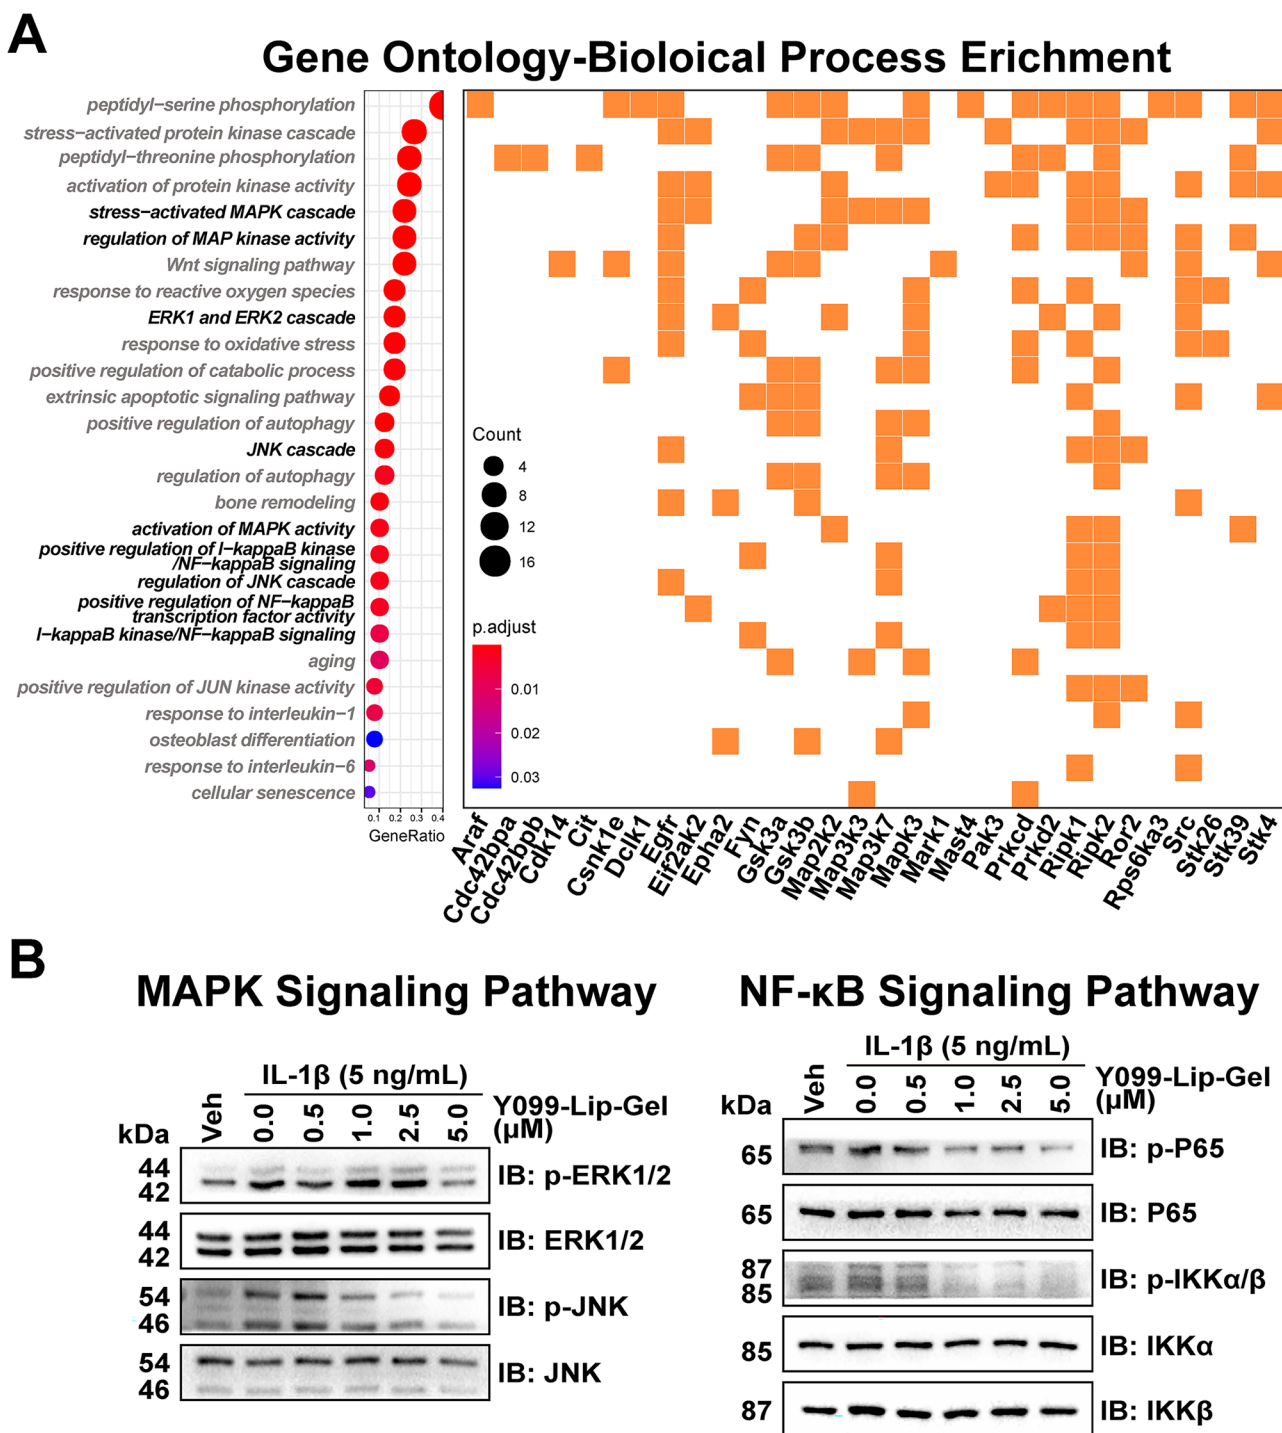 A
Gene Ontology-Bioloical Process Erichment
peptidyl−serine phosphorylation
stress−activated protein kinase cascade
peptidyl−threonine phosphorylation
activation of protein kinase activity
stress−activated MAPK cascade
regulation of MAP kinase activity
Wnt signaling pathway
response to reactive oxygen species
ERK1 and ERK2 cascade
response to oxidative stress
positive regulation of catabolic process
extrinsic apoptotic signaling pathway
positive regulation of autophagy
JNK cascade
regulation of autophagy
bone remodeling
activation of MAPK activity
positive regulation of I−kappaB kinase
/NF−kappaB signaling
regulation of JNK cascade
positive regulation of NF−kappaB
transcription factor activity
I−kappaB kinase/NF−kappaB signaling
aging
positive regulation of JUN kinase activity
response to interleukin−1
osteoblast differentiation
response to interleukin−6
cellular senescence
0.1 0.2 0.3 0.4
GeneRatio
Count
4
8
12
16
p.adjust
0.01
0.02
0.03
Araf
Cdc42bpa
Cdc42bpb
Cdk14
Cit
Csnk1e
Dclk1
Egfr
Eif2ak2
Epha2
Fyn
Gsk3a
Gsk3b
Map2k2
Map3k3
Map3k7
Mapk3
Mark1
Mast4
Pak3
Prkcd
Prkd2
Ripk1
Ripk2
Ror2
Rps6ka3
Src
Stk26
Stk39
Stk4
B
MAPK Signaling Pathway
IL-1β (5 ng/mL)
kDa
Veh 0.0 0.5 1.0 2.5 5.0
Y099-Lip-Gel
(μM)
44
42
IB: p-ERK1/2
44
42
IB: ERK1/2
54
46
IB: p-JNK
54
46
IB: JNK
NF-κB Signaling Pathway
IL-1β (5 ng/mL)
kDa
Veh 0.0 0.5 1.0 2.5 5.0
Y099-Lip-Gel
(μM)
65
IB: p-P65
65
IB: P65
87
85
IB: p-IKKα/β
85
IB: IKKα
87
IB: IKKβ